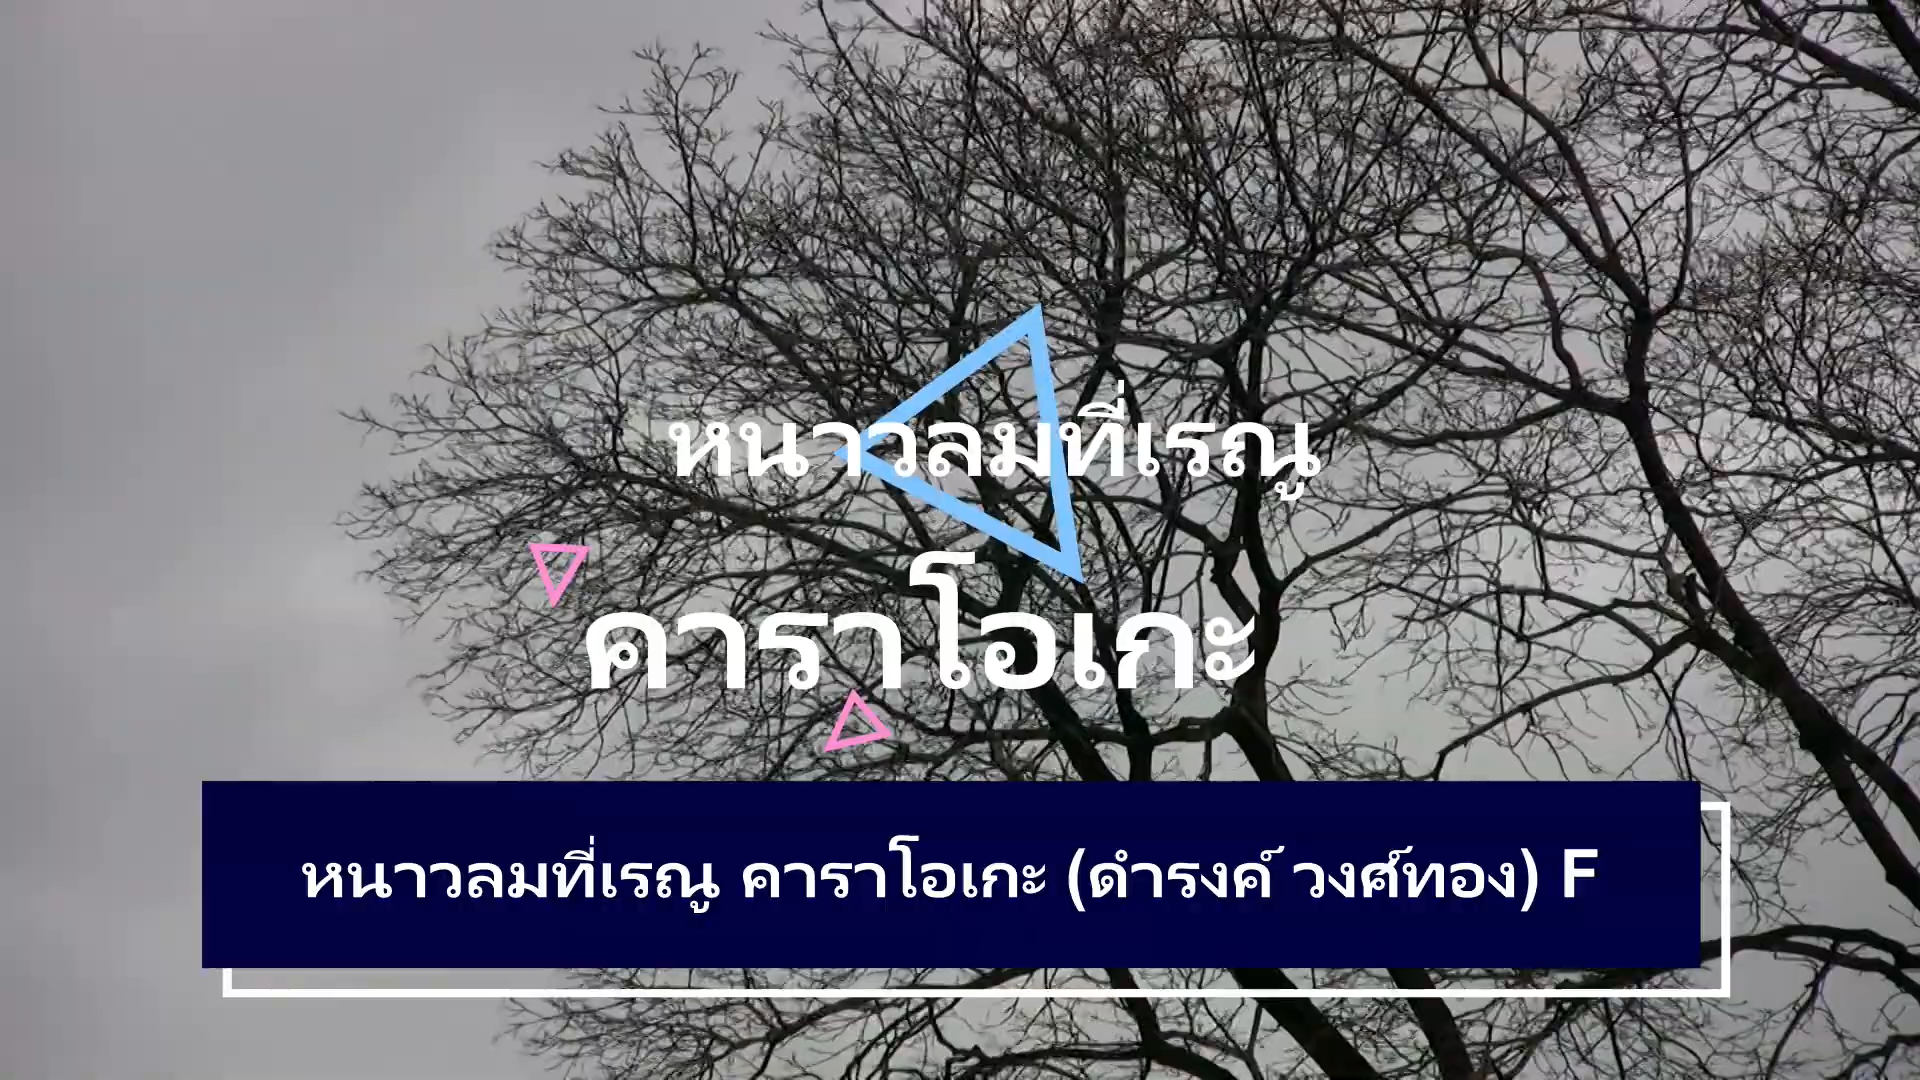 หนาวลมที่เรณู
คาราโอเกะ
หนาวลมที่เรณู คาราโอเกะ (ดำรงค์ วงศ์ทอง) F